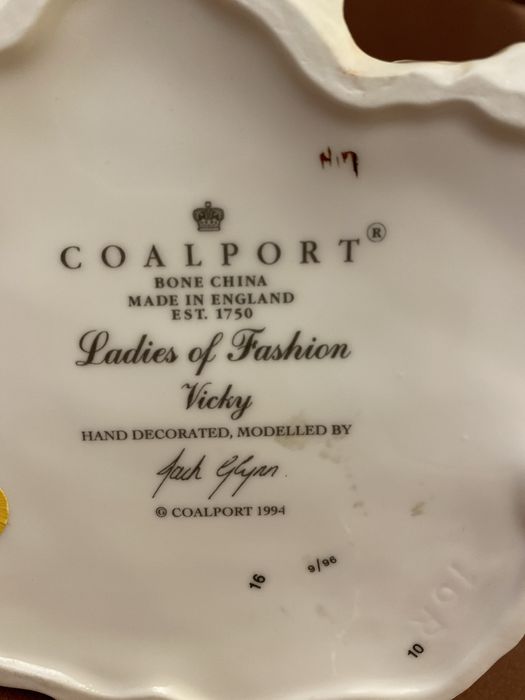 COALPORT®
BONE CHINA
MADE IN ENGLAND
EST. 1750
Ladies of Fashion
Vicky
HAND DECORATED, MODELLED BY
Jack Glynn
© COALPORT 1994
16
9/96
10